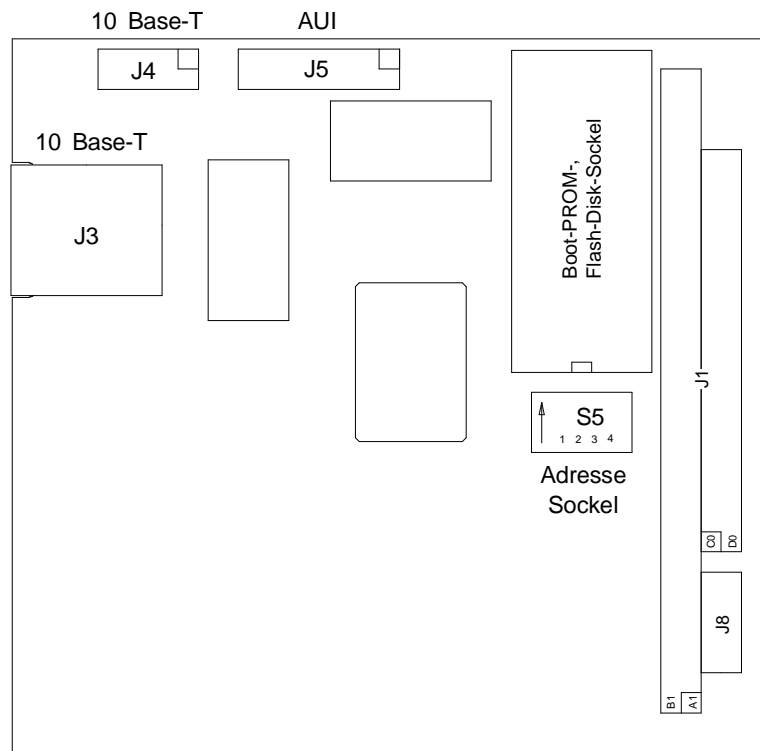 10 Base-T
AUI
J4
J5
10 Base-T
J3
Boot-PROM-,
Flash-Disk-Sockel
J1
S5
1 2 3 4
Adresse
Sockel
C0
D0
J8
B1
A1